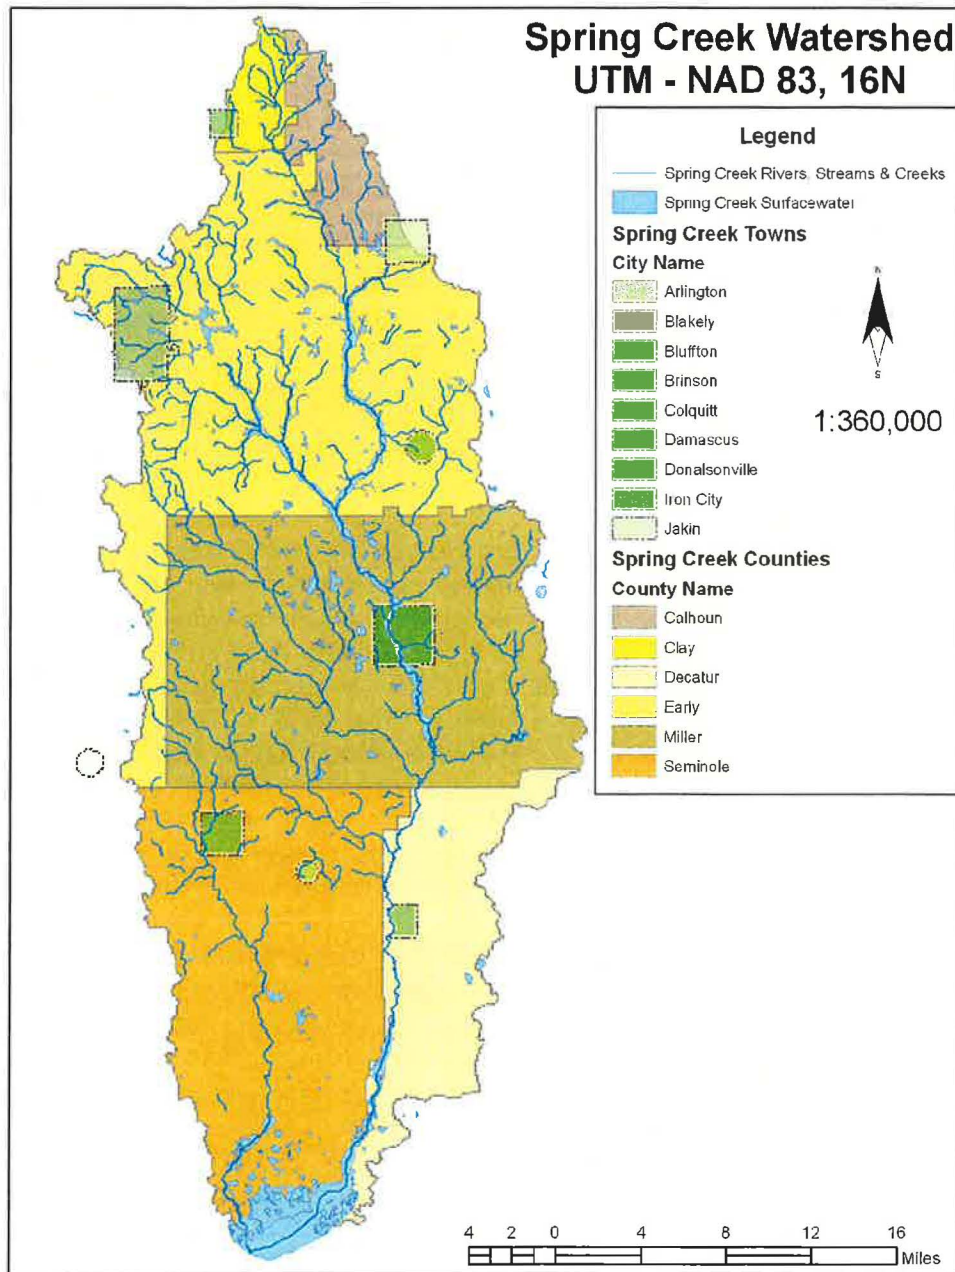 Spring Creek Watershed
UTM - NAD 83, 16N
Legend
Spring Creek Rivers, Streams & Creeks
Spring Creek Surfacewater
Spring Creek Towns
City Name
Arlington
Blakely
Bluffton
Brinson
Colquitt
Damascus
Donalsonville
Iron City
Jakin
Spring Creek Counties
County Name
Calhoun
Clay
Decatur
Early
Miller
Seminole
N
S
1:360,000
4 2 0 4 8 12 16
Miles